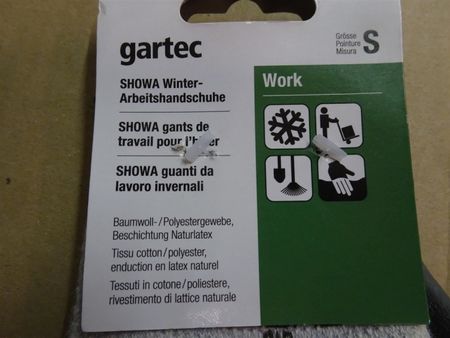 gartec
Grösse
Pointure
Misura
S
SHOWA Winter-
Arbeitshandschuhe
Work
SHOWA gants de
travail pour l'hiver
SHOWA guanti da
lavoro invernali
Baumwoll-/Polyestergewebe,
Beschichtung Naturlatex
Tissu cotton/polyester,
enduction en latex naturel
Tessuti in cotone/poliestere,
rivestimento di lattice naturale